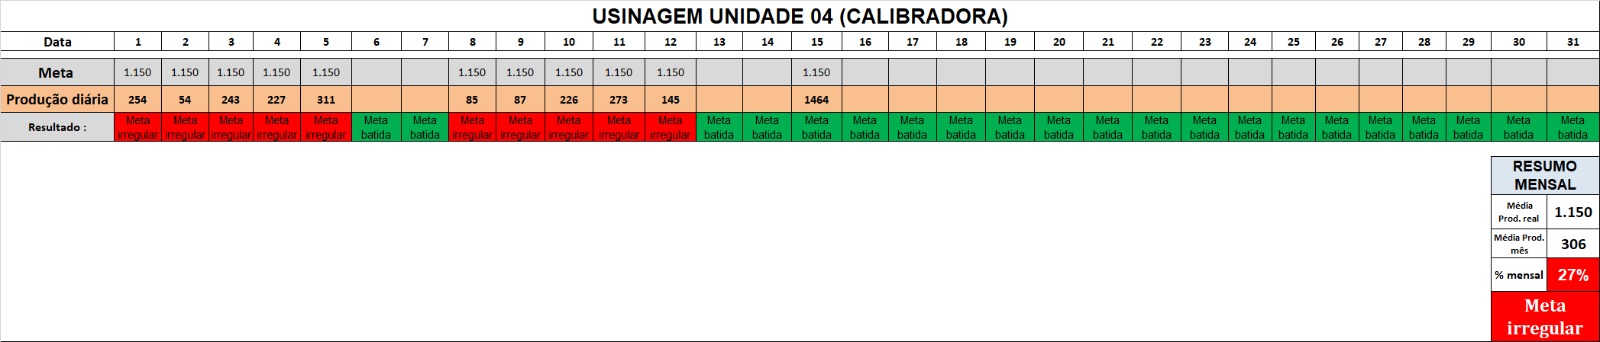 USINAGEM UNIDADE 04 (CALIBRADORA)
Data 1 2 3 4 5 6 7 8 9 10 11 12 13 14 15 16 17 18 19 20 21 22 23 24 25 26 27 28 29 30 31
Meta 1.150 1.150 1.150 1.150 1.150 1.150 1.150 1.150 1.150 1.150 1.150
Produção diária 254 54 243 227 311 85 87 226 273 145 1464
Resultado : Meta irregular Meta irregular Meta irregular Meta irregular Meta irregular Meta batida Meta batida Meta irregular Meta irregular Meta irregular Meta irregular Meta irregular Meta batida Meta batida Meta batida Meta batida Meta batida Meta batida Meta batida Meta batida Meta batida Meta batida Meta batida Meta batida Meta batida Meta batida Meta batida Meta batida Meta batida Meta batida Meta batida
RESUMO
MENSAL
Média
Prod. real 1.150
Média Prod.
mês 306
% mensal 27%
Meta
irregular